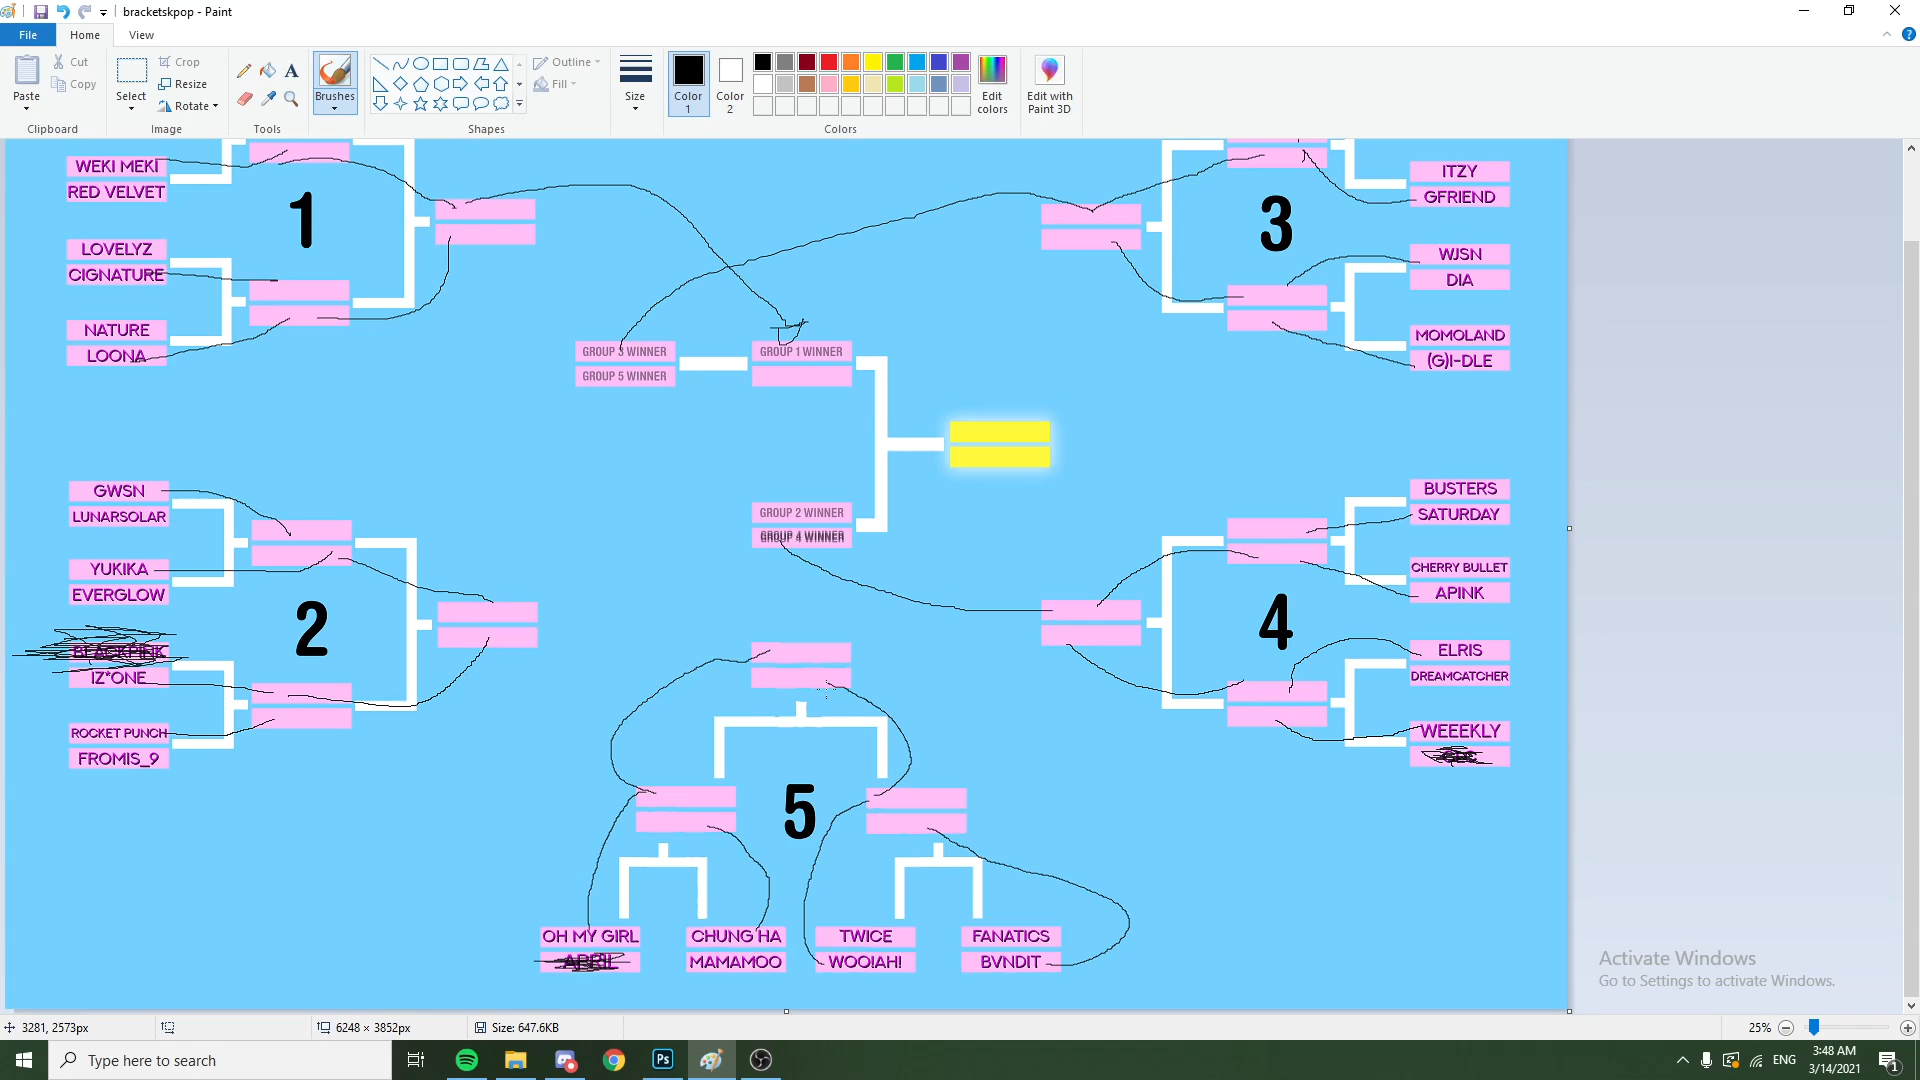 bracketskpop - Paint
File
Home
View
Paste
Cut
Copy
Clipboard
Select
Crop
Resize
Rotate
Image
A
Tools
Brushes
Outline
Fill
Shapes
Size
Color
1
Color
2
Edit
colors
Colors
Edit with
Paint 3D
WEKI MEKI
RED VELVET
1
LOVELYZ
CIGNATURE
NATURE
LOONA
3
ITZY
GFRIEND
WJSN
DIA
MOMOLAND
(G)I-DLE
GROUP 3 WINNER
GROUP 5 WINNER
GROUP 1 WINNER
GROUP 2 WINNER
GROUP 4 WINNER
GWSN
LUNARSOLAR
YUKIKA
EVERGLOW
2
BLACKPINK
IZ*ONE
ROCKET PUNCH
FROMIS_9
BUSTERS
SATURDAY
CHERRY BULLET
APINK
4
ELRIS
DREAMCATCHER
WEEEKLY
5
OH MY GIRL
APRIL
CHUNG HA
MAMAMOO
TWICE
WOO!AH!
FANATICS
BVNDIT
Activate Windows
Go to Settings to activate Windows.
3281, 2573px
6248 × 3852px
Size: 647.6KB
25%
Type here to search
Ps
ENG
3:48 AM
3/14/2021
1